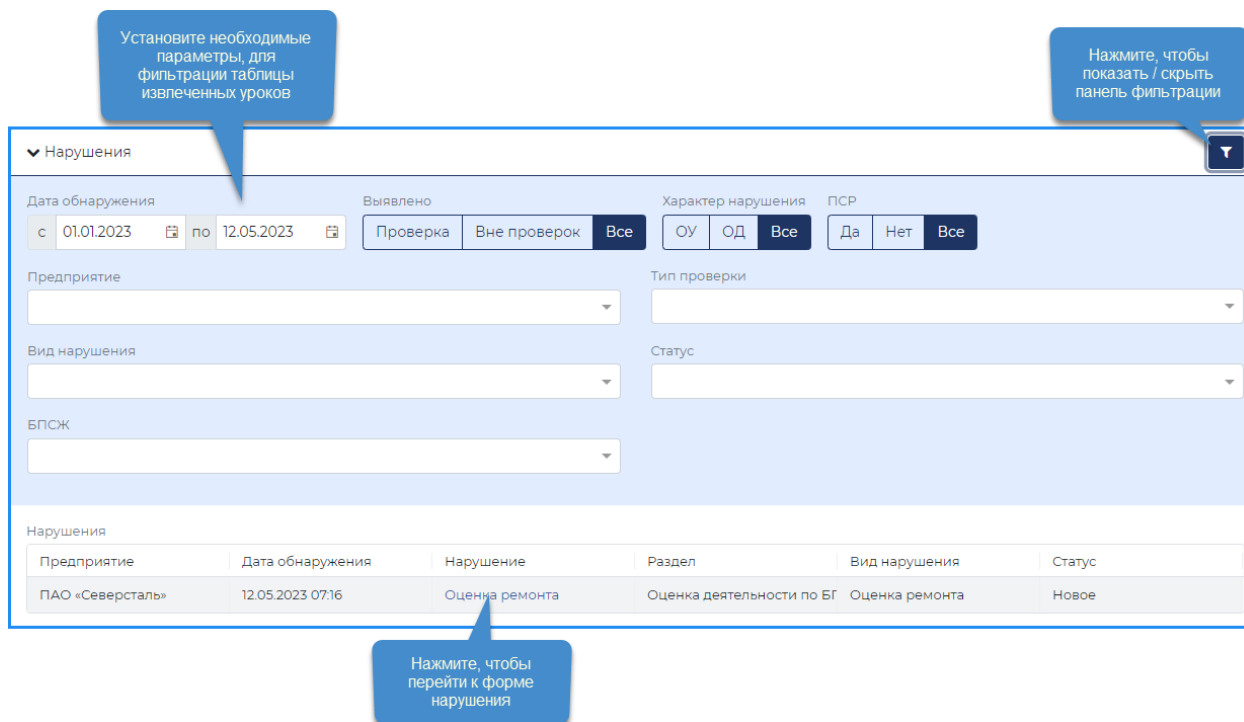 Установите необходимые
параметры, для
фильтрации таблицы
извлеченных уроков
Нажмите, чтобы
показать / скрыть
панель фильтрации
Нарушения
Дата обнаружения
Выявлено
Характер нарушения
ПСР
с 01.01.2023 по 12.05.2023
Проверка Вне проверок Все
ОУ ОД Все
Да Нет Все
Предприятие
Тип проверки
Вид нарушения
Статус
БПСЖ
Нарушения
Предприятие Дата обнаружения Нарушение Раздел Вид нарушения Статус
ПАО «Северсталь» 12.05.2023 07:16 Оценка ремонта Оценка деятельности по БГ Оценка ремонта Новое
Нажмите, чтобы
перейти к форме
нарушения